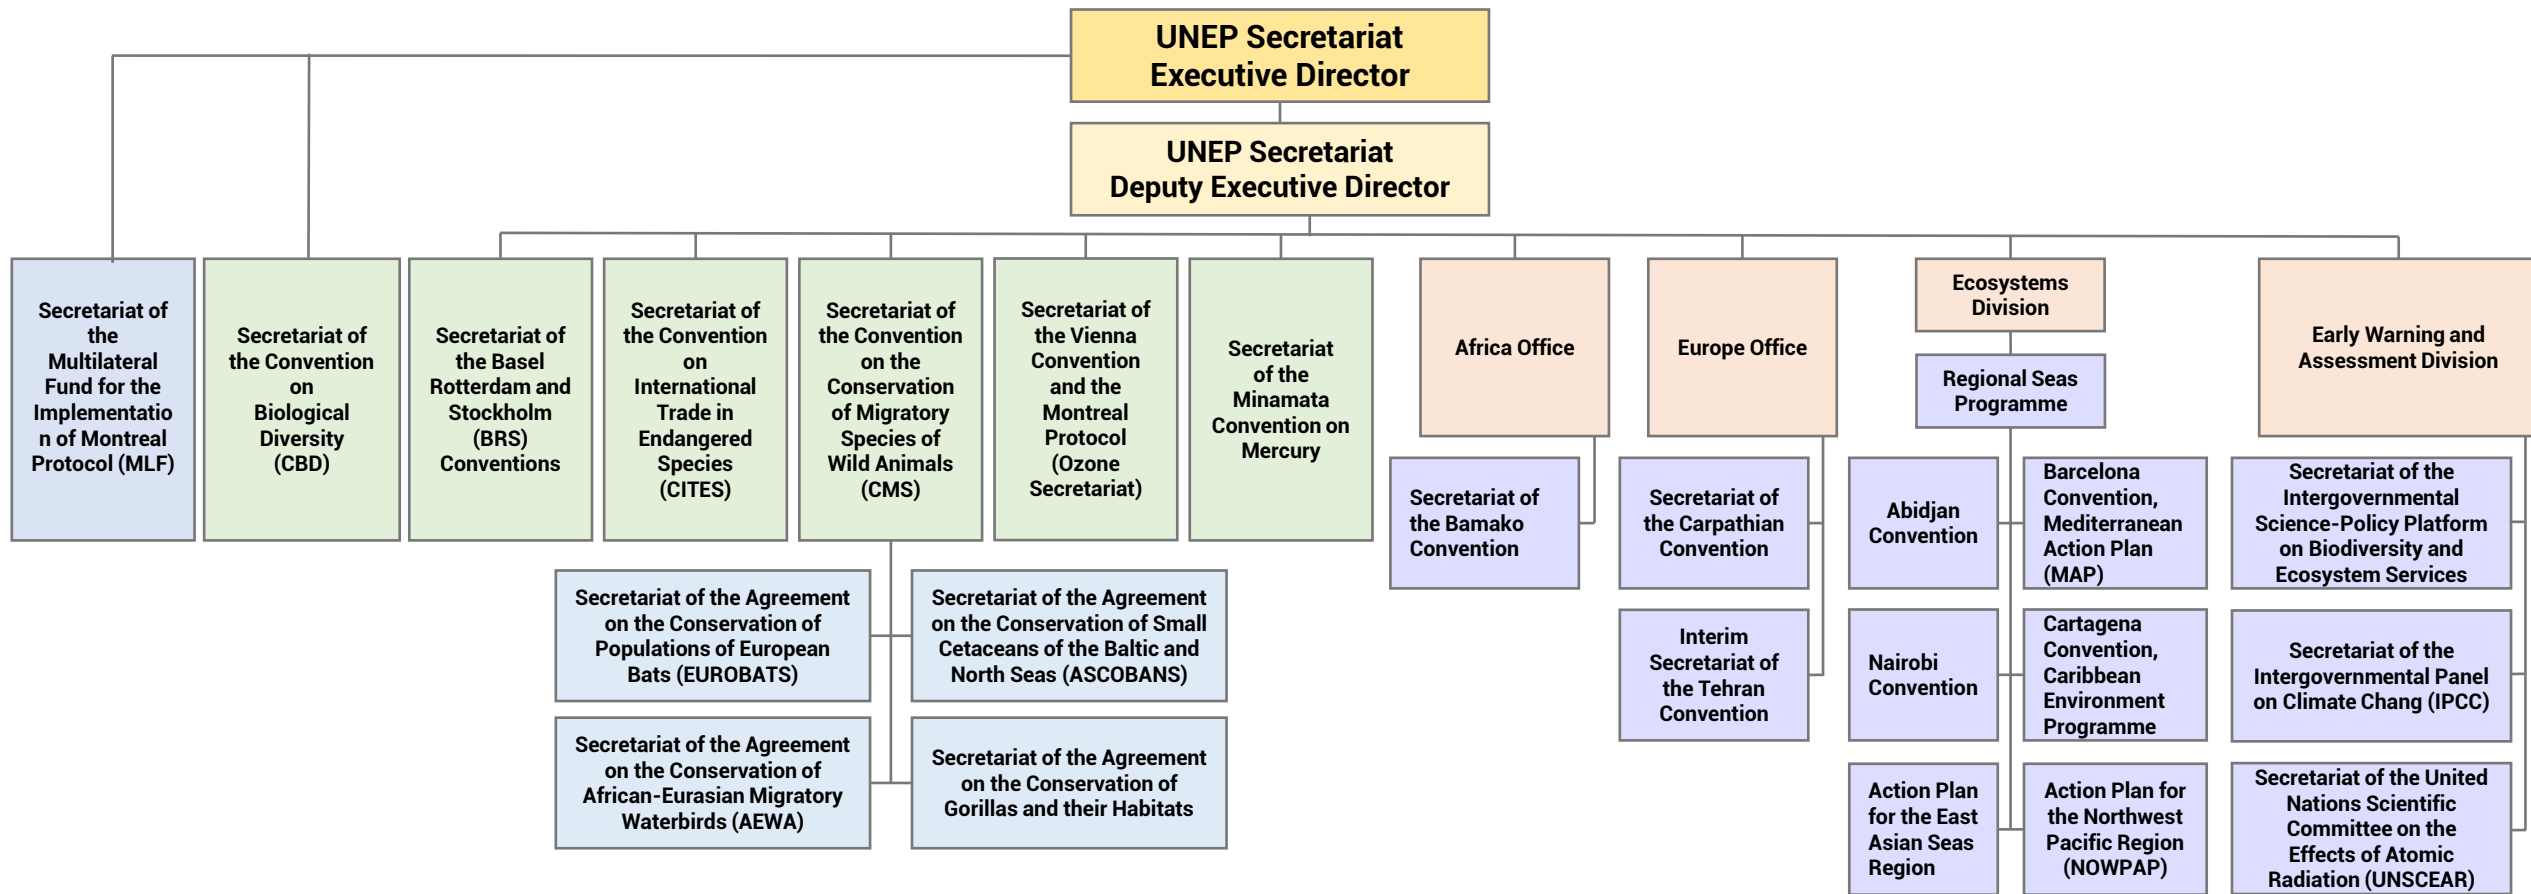 UNEP Secretariat
Executive Director
UNEP Secretariat
Deputy Executive Director
Secretariat of
the
Multilateral
Fund for the
Implementatio
n of Montreal
Protocol (MLF)
Secretariat of
the Convention
on
Biological
Diversity
(CBD)
Secretariat of
the Basel
Rotterdam and
Stockholm
(BRS)
Conventions
Secretariat of
the Convention
on
International
Trade in
Endangered
Species
(CITES)
Secretariat of
the Convention
on the
Conservation
of Migratory
Species of
Wild Animals
(CMS)
Secretariat of
the Vienna
Convention
and the
Montreal
Protocol
(Ozone
Secretariat)
Secretariat
of the
Minamata
Convention on
Mercury
Africa Office
Europe Office
Ecosystems
Division
Regional Seas
Programme
Early Warning and
Assessment Division
Secretariat of the Agreement
on the Conservation of
Populations of European
Bats (EUROBATS)
Secretariat of the Agreement
on the Conservation of Small
Cetaceans of the Baltic and
North Seas (ASCOBANS)
Secretariat of the Agreement
on the Conservation of
African-Eurasian Migratory
Waterbirds (AEWA)
Secretariat of the Agreement
on the Conservation of
Gorillas and their Habitats
Secretariat of
the Bamako
Convention
Secretariat of
the Carpathian
Convention
Interim
Secretariat of
the Tehran
Convention
Abidjan
Convention
Barcelona
Convention,
Mediterranean
Action Plan
(MAP)
Nairobi
Convention
Cartagena
Convention,
Caribbean
Environment
Programme
Action Plan
for the East
Asian Seas
Region
Action Plan for
the Northwest
Pacific Region
(NOWPAP)
Secretariat of the
Intergovernmental
Science-Policy Platform
on Biodiversity and
Ecosystem Services
Secretariat of the
Intergovernmental Panel
on Climate Chang (IPCC)
Secretariat of the United
Nations Scientific
Committee on the
Effects of Atomic
Radiation (UNSCEAR)